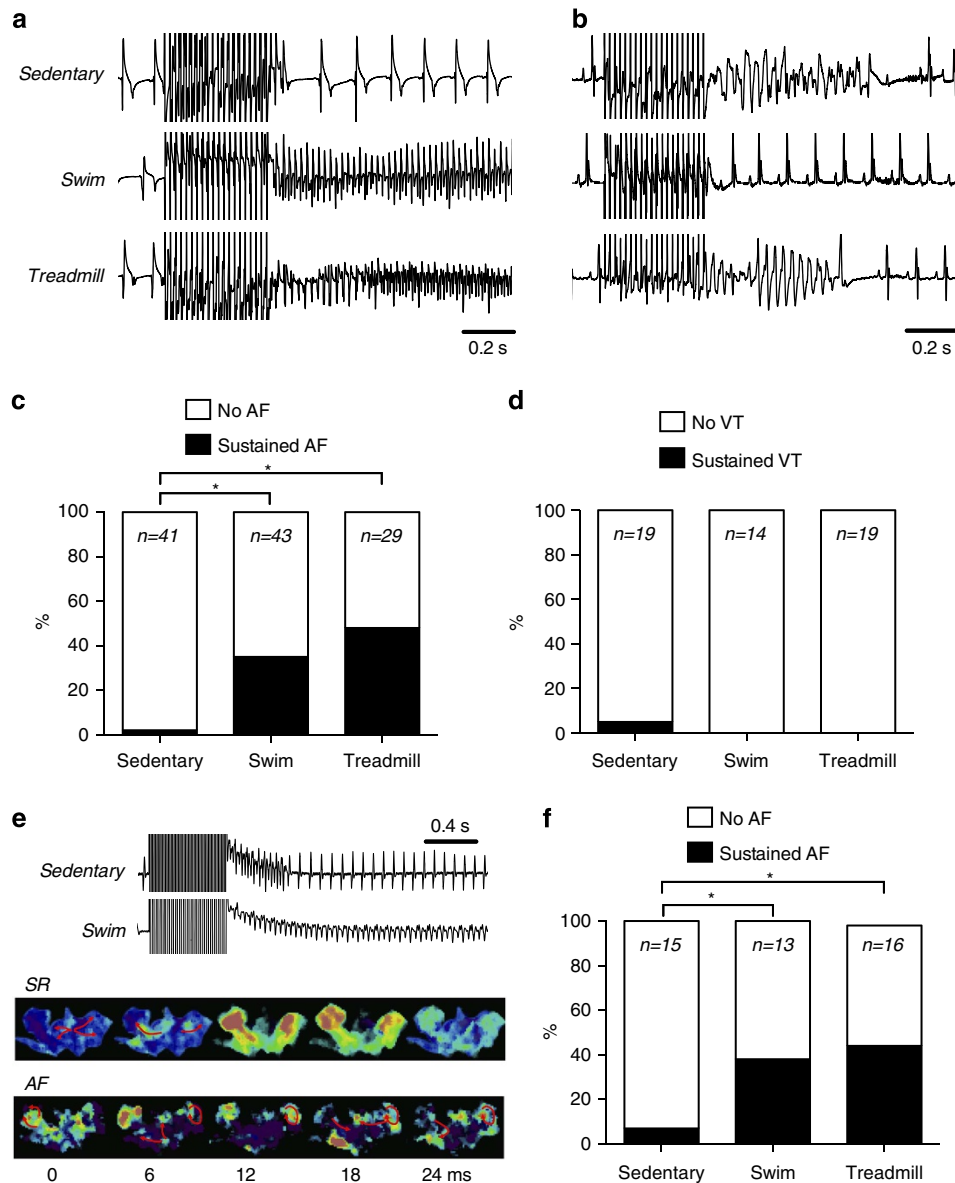 a
Sedentary
Swim
Treadmill
0.2 s
b
0.2 s
c
No AF
Sustained AF
*
*
100
80
60
40
20
0
%
n=41
n=43
n=29
Sedentary
Swim
Treadmill
d
No VT
Sustained VT
100
80
60
40
20
0
%
n=19
n=14
n=19
Sedentary
Swim
Treadmill
e
0.4 s
Sedentary
Swim
SR
AF
0
6
12
18
24 ms
f
No AF
Sustained AF
*
*
100
80
60
40
20
0
%
n=15
n=13
n=16
Sedentary
Swim
Treadmill